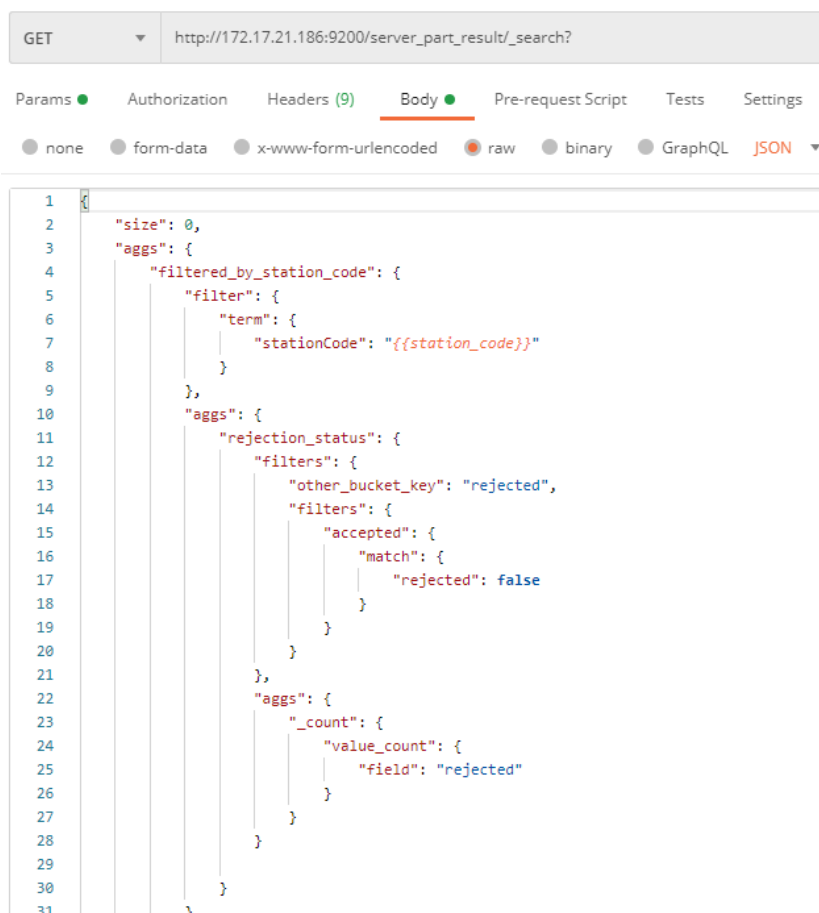 GET http://172.17.21.186:9200/server_part_result/_search?
Params Authorization Headers (9) Body Pre-request Script Tests Settings
none form-data x-www-form-urlencoded raw binary GraphQL JSON
1 {
2 "size": 0,
3 "aggs": {
4 "filtered_by_station_code": {
5 "filter": {
6 "term": {
7 "stationCode": "{{station_code}}"
8 }
9 },
10 "aggs": {
11 "rejection_status": {
12 "filters": {
13 "other_bucket_key": "rejected",
14 "filters": {
15 "accepted": {
16 "match": {
17 "rejected": false
18 }
19 }
20 }
21 },
22 "aggs": {
23 "_count": {
24 "value_count": {
25 "field": "rejected"
26 }
27 }
28 }
29
30 }
31 }